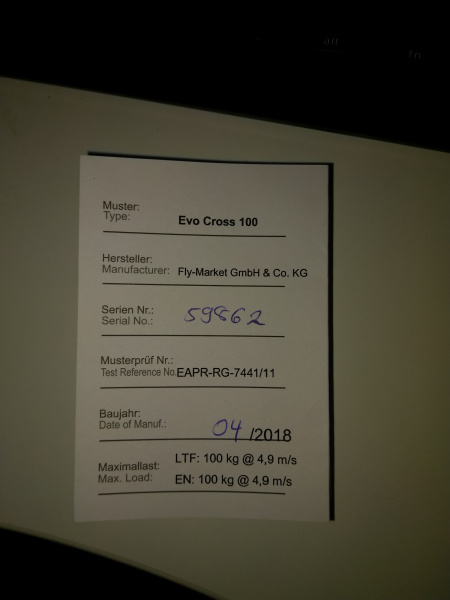 Muster:
Type: Evo Cross 100
Hersteller:
Manufacturer: Fly-Market GmbH & Co. KG
Serien Nr.:
Serial No.: 59862
Musterprüf Nr.:
Test Reference No. EAPR-RG-7441/11
Baujahr:
Date of Manuf.: 04 /2018
Maximallast: LTF: 100 kg @ 4,9 m/s
Max. Load: EN: 100 kg @ 4,9 m/s